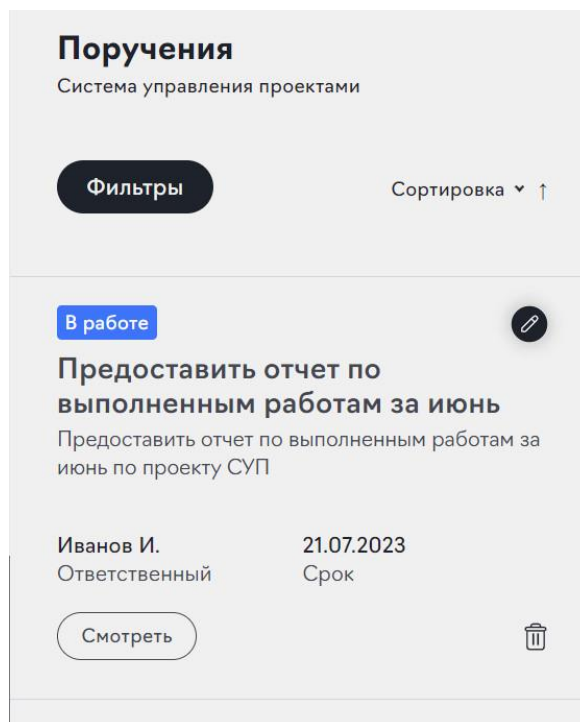 Поручения
Система управления проектами
Фильтры
Сортировка ↑
В работе
Предоставить отчет по
выполненным работам за июнь
Предоставить отчет по выполненным работам за
июнь по проекту СУП
Иванов И. 21.07.2023
Ответственный Срок
Смотреть